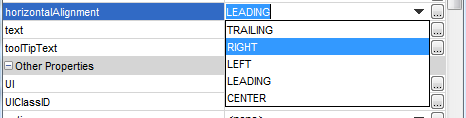 horizontalAlignment LEADING ...
text TRAILING ...
RIGHT
toolTipText LEFT ...
Other Properties LEADING
UI CENTER ...
UIClassID ...